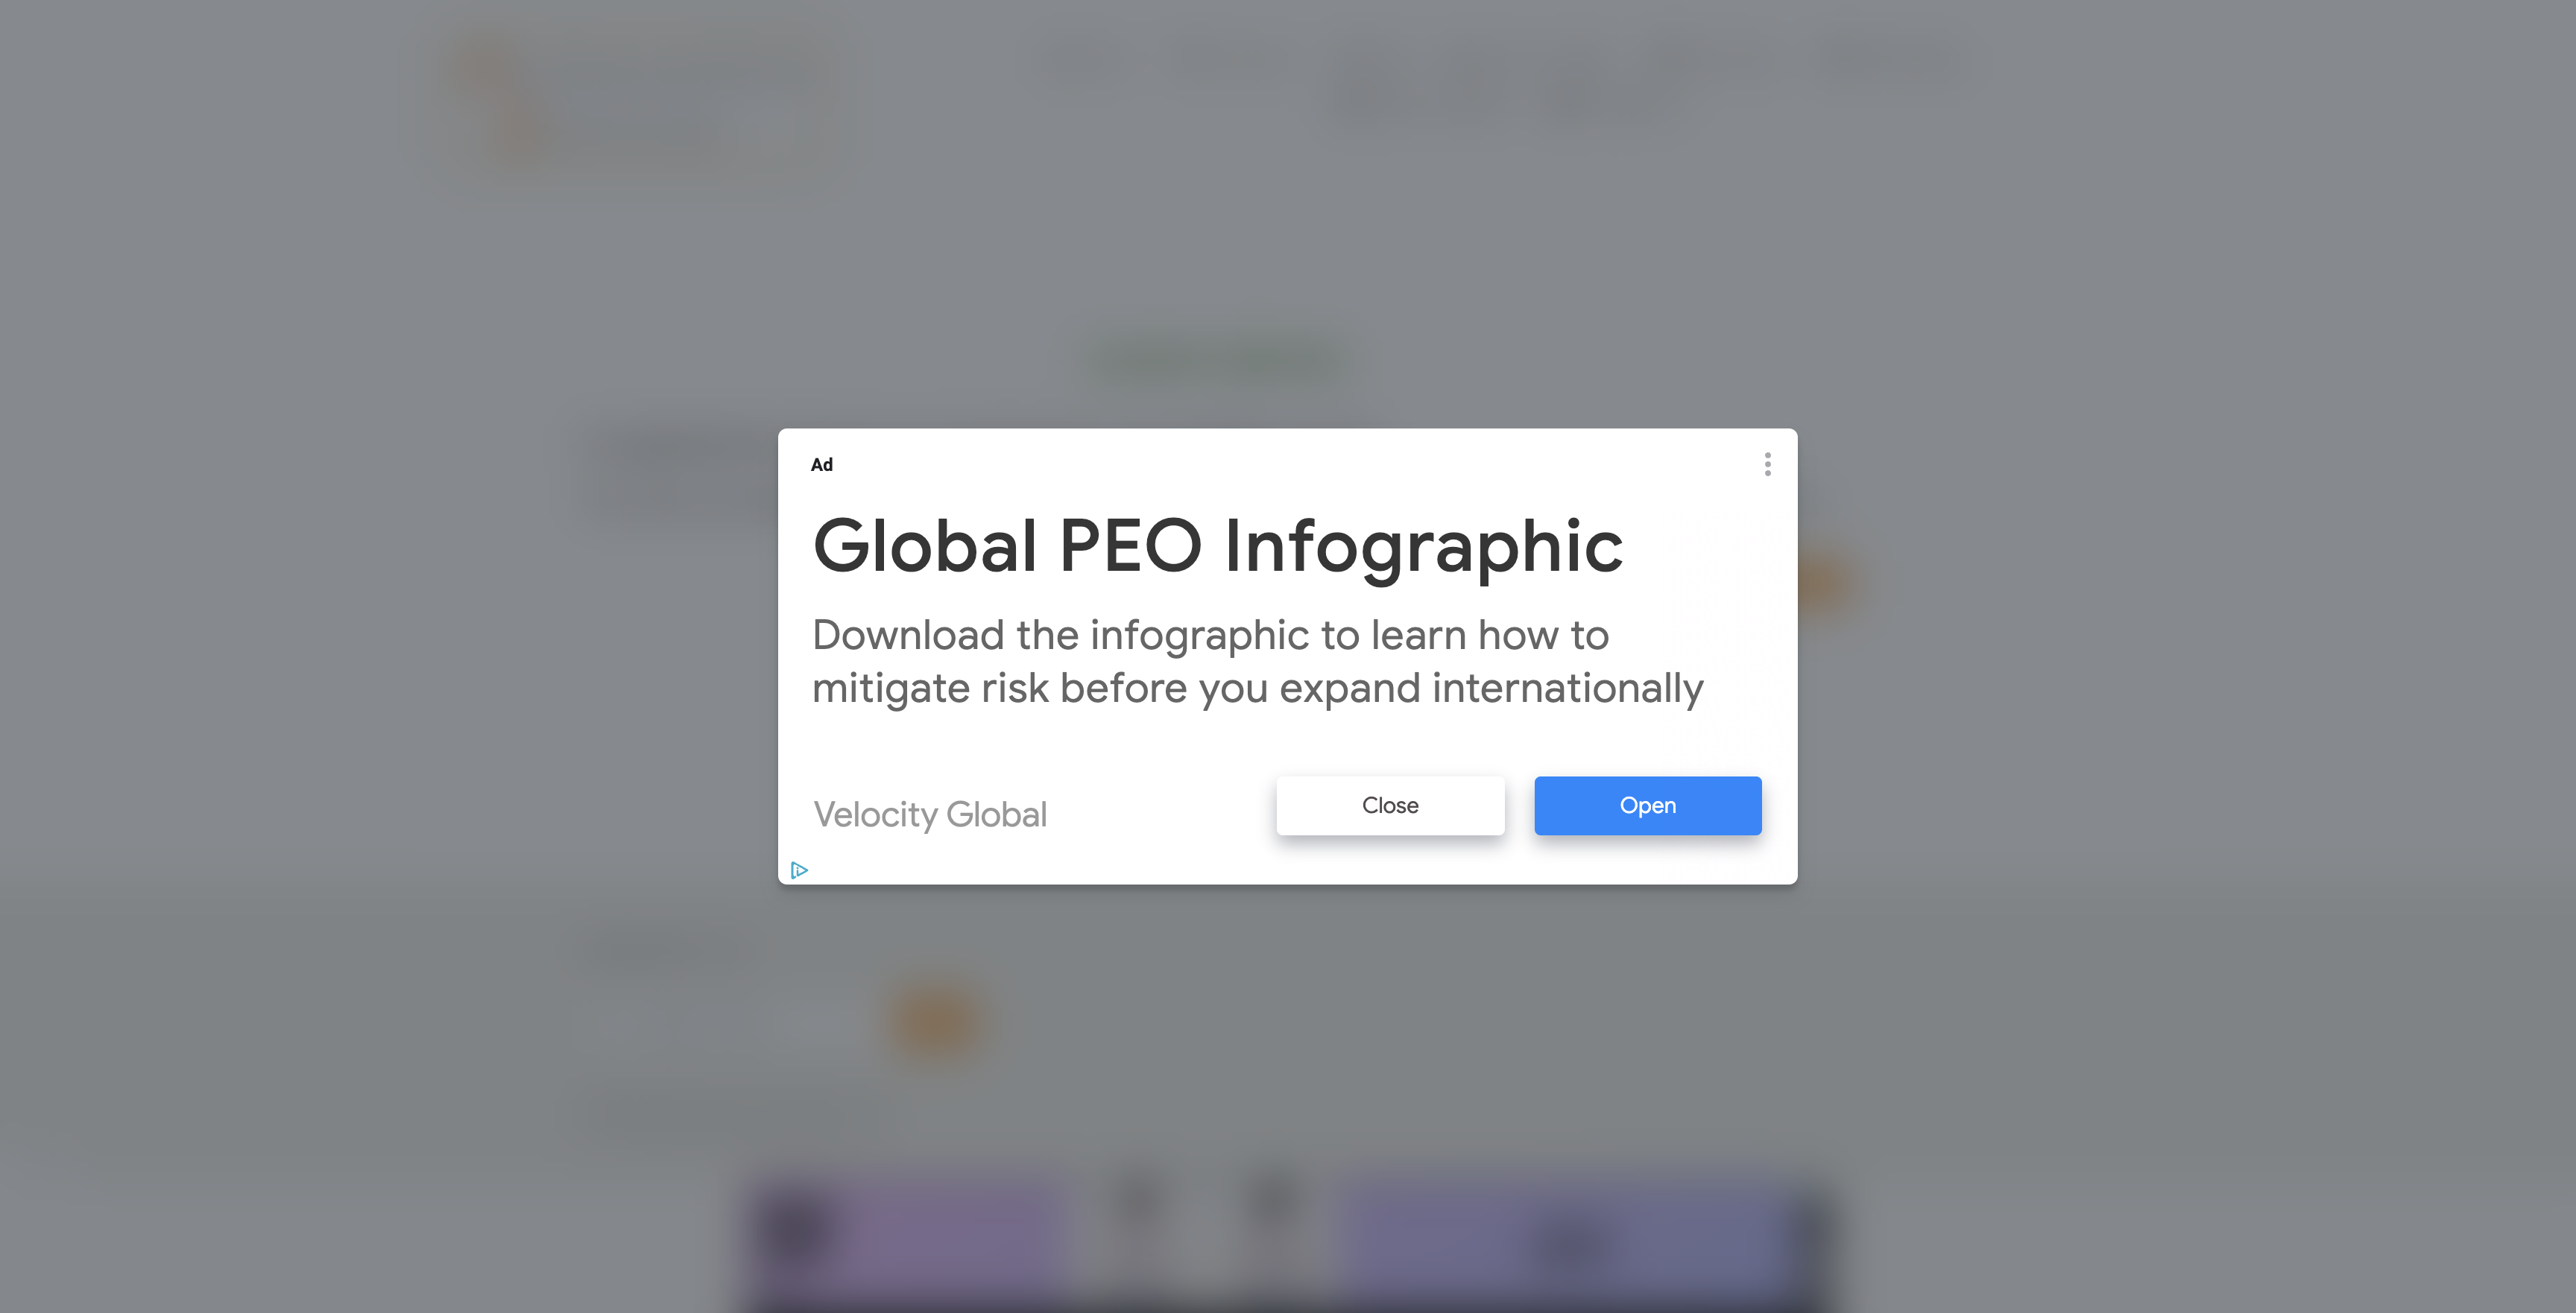 Ad
Global PEO Infographic
Download the infographic to learn how to
mitigate risk before you expand internationally
Velocity Global
Close
Open